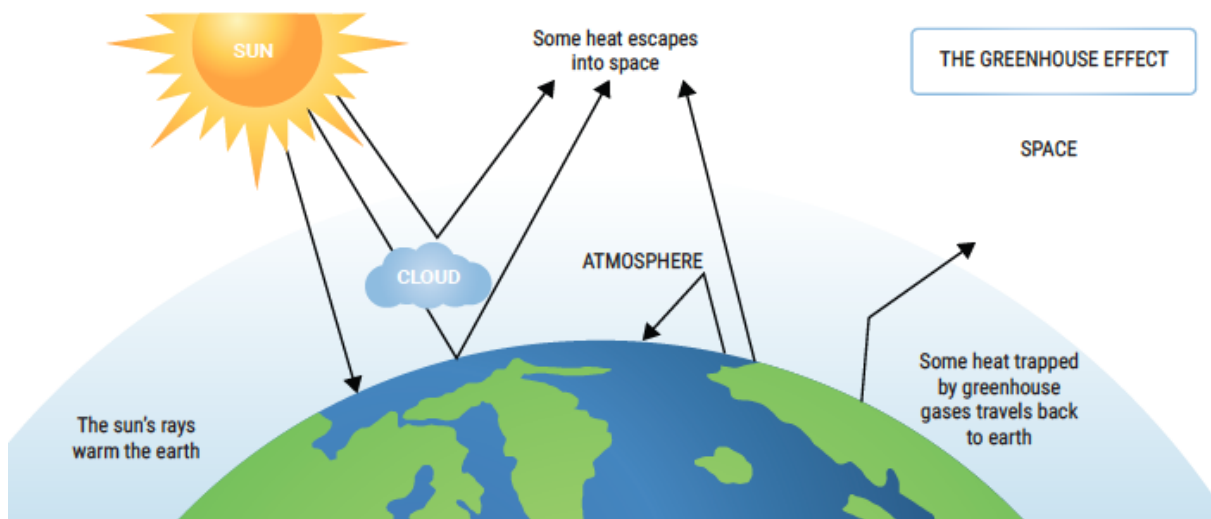 SUN
Some heat escapes
into space
THE GREENHOUSE EFFECT
SPACE
CLOUD
ATMOSPHERE
The sun's rays
warm the earth
Some heat trapped
by greenhouse
gases travels back
to earth